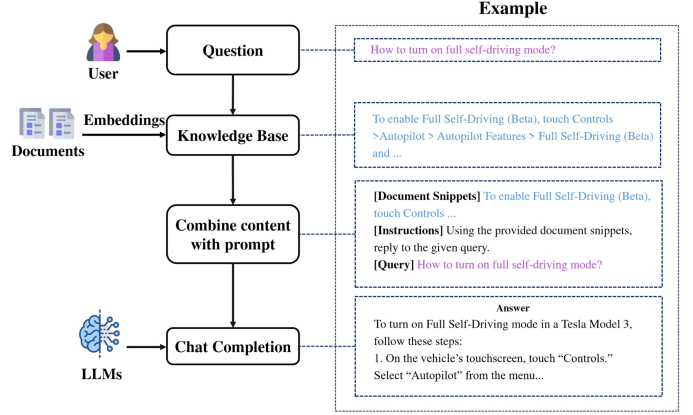 Example
Question
How to turn on full self-driving mode?
User
Embeddings
Documents
Knowledge Base
To enable Full Self-Driving (Beta), touch Controls
>Autopilot > Autopilot Features > Full Self-Driving (Beta)
and ...
Combine content
with prompt
[Document Snippets] To enable Full Self-Driving (Beta),
touch Controls ...
[Instructions] Using the provided document snippets,
reply to the given query.
[Query] How to turn on full self-driving mode?
LLMs
Chat Completion
Answer
To turn on Full Self-Driving mode in a Tesla Model 3,
follow these steps:
1. On the vehicle's touchscreen, touch “Controls.”
Select “Autopilot” from the menu...